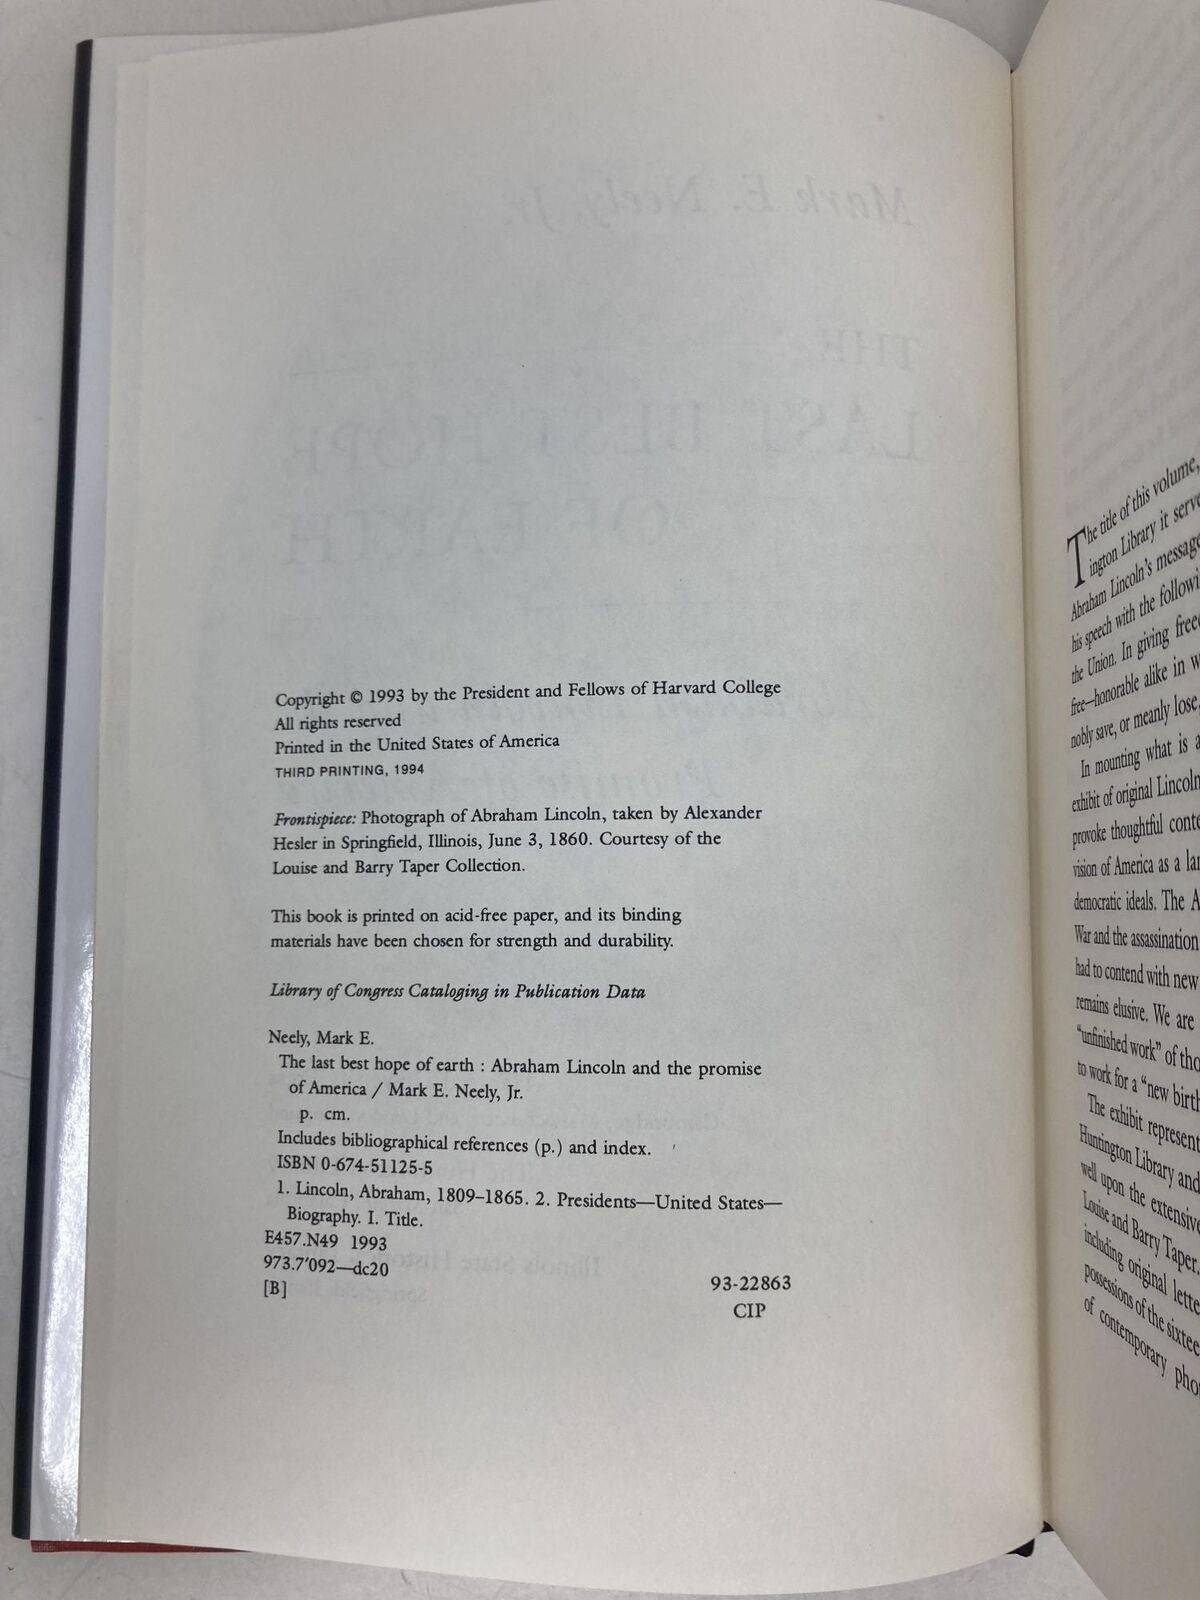 Copyright © 1993 by the President and Fellows of Harvard College
All rights reserved
Printed in the United States of America
THIRD PRINTING, 1994
Frontispiece: Photograph of Abraham Lincoln, taken by Alexander
Hesler in Springfield, Illinois, June 3, 1860. Courtesy of the
Louise and Barry Taper Collection.
This book is printed on acid-free paper, and its binding
materials have been chosen for strength and durability.
Library of Congress Cataloging in Publication Data
Neely, Mark E.
The last best hope of earth : Abraham Lincoln and the promise
of America / Mark E. Neely, Jr.
p. cm.
Includes bibliographical references (p.) and index.
ISBN 0-674-51125-5
1. Lincoln, Abraham, 1809–1865. 2. Presidents—United States—
Biography. I. Title.
E457.N49 1993
973.7'092—dc20
[B]
93-22863
CIP
The title of this volume,
ington Library it serve
Abraham Lincoln's message
his speech with the followi
the Union. In giving free
free—honorable alike in w
nobly save, or meanly lose,
In mounting what is a
exhibit of original Lincoln
provoke thoughtful conte
vision of America as a lan
democratic ideals. The A
War and the assassination
had to contend with new
remains elusive. We are
"unfinished work" of tho
to work for a "new birth
The exhibit represent
Huntington Library and
well upon the extensive
Louise and Barry Taper.
including original lette
possessions of the sixtee
of contemporary pho